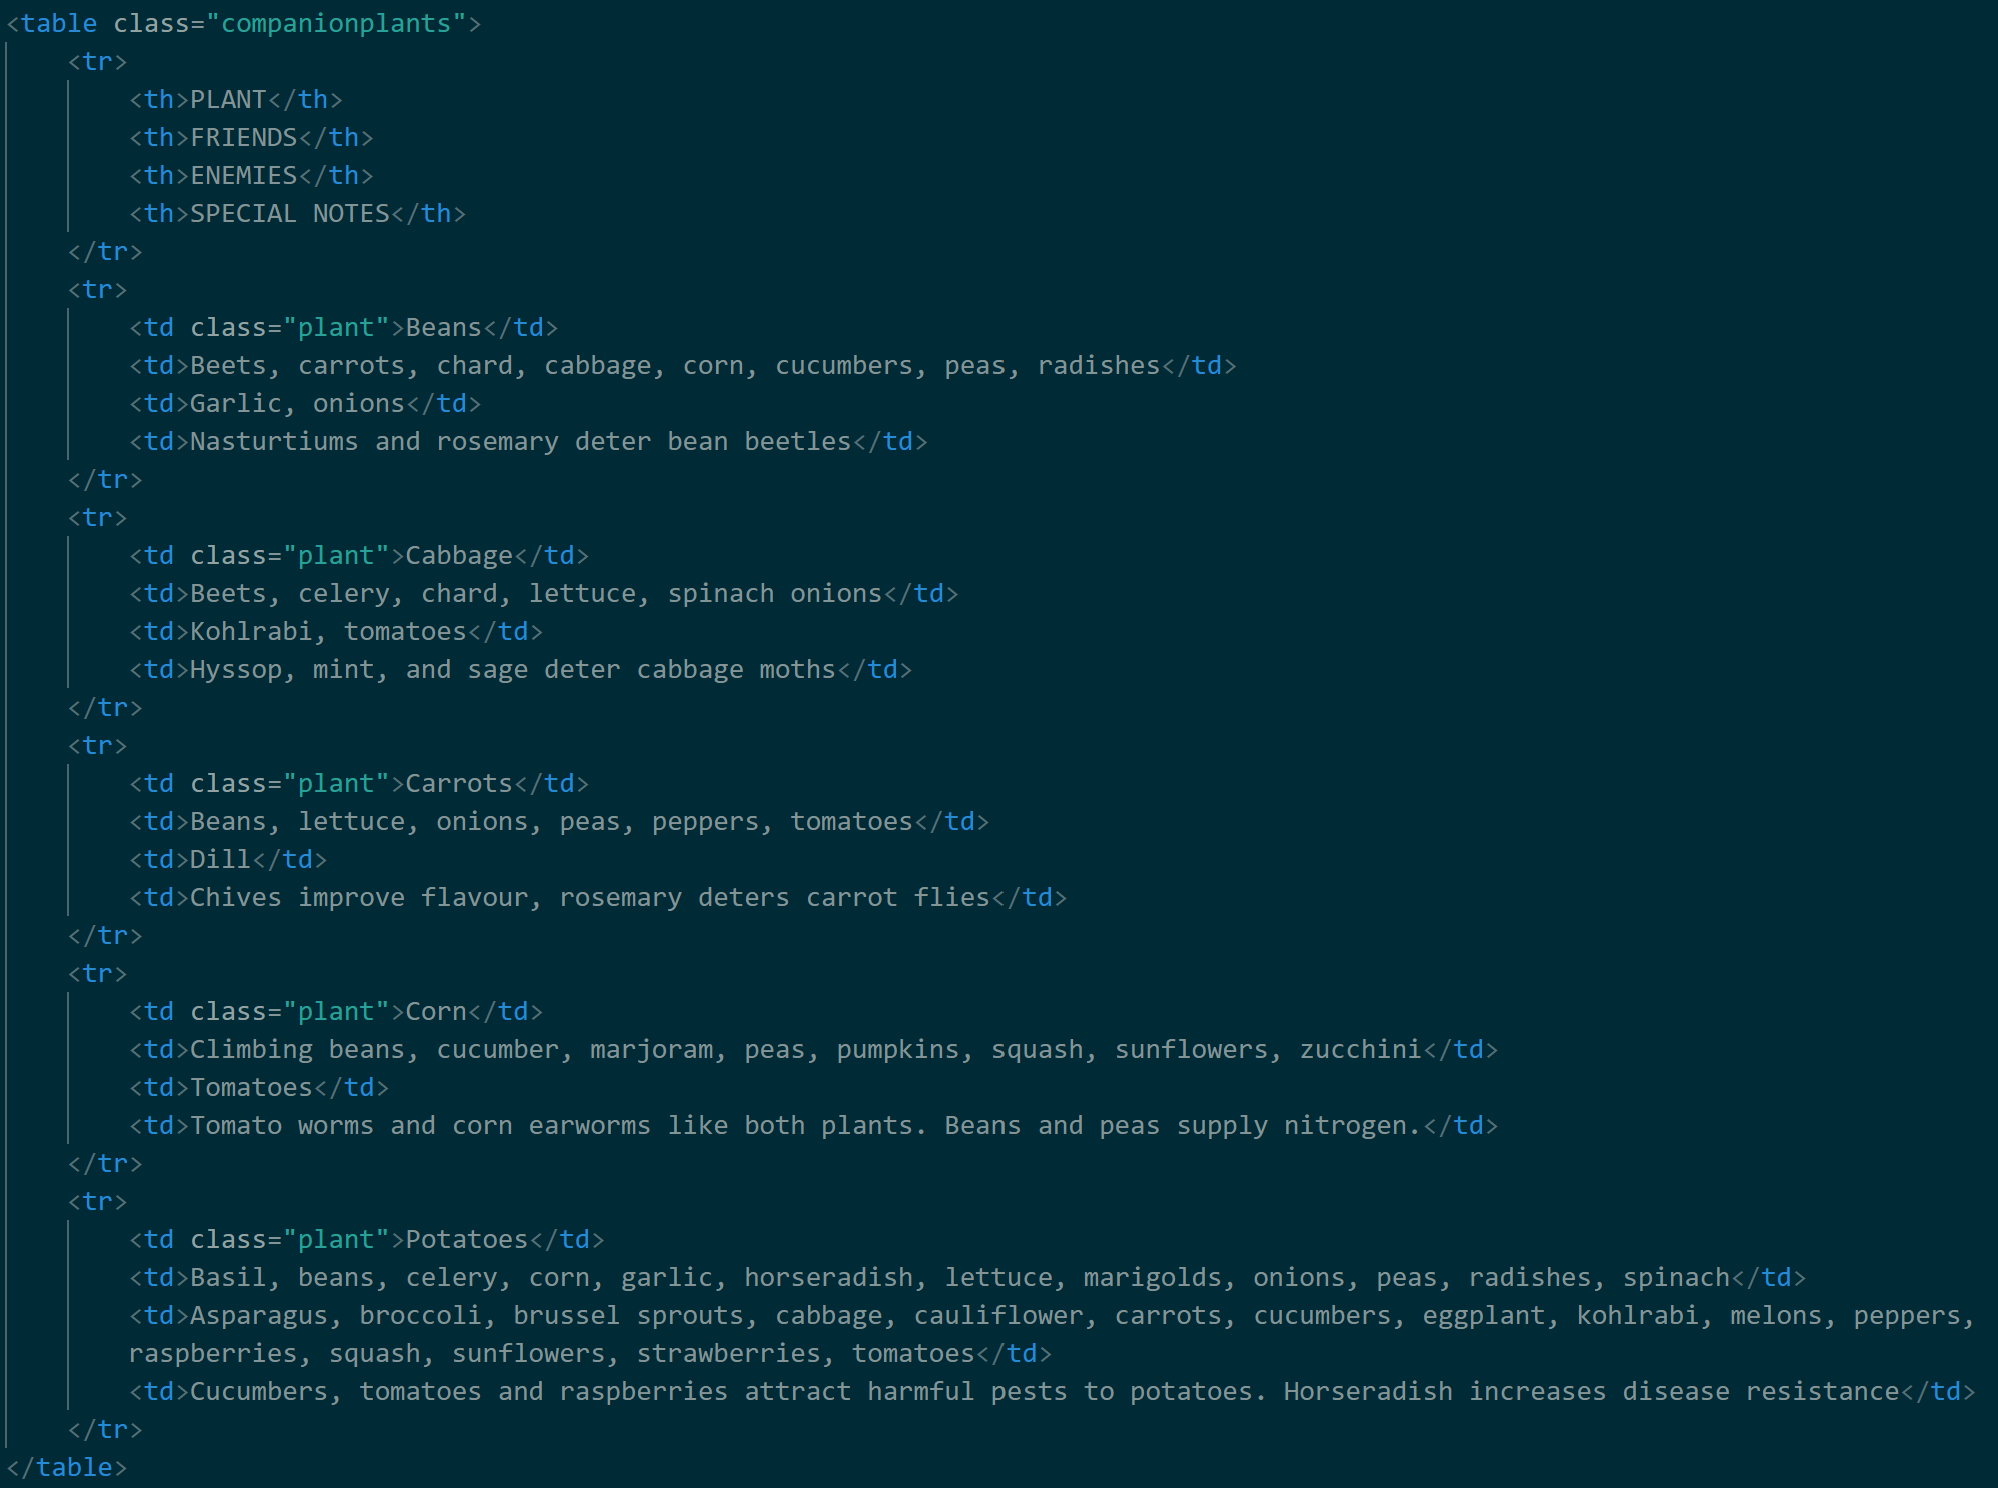 <table class="companionplants">
<tr>
<th>PLANT</th>
<th>FRIENDS</th>
<th>ENEMIES</th>
<th>SPECIAL NOTES</th>
</tr>
<tr>
<td class="plant">Beans</td>
<td>Beets, carrots, chard, cabbage, corn, cucumbers, peas, radishes</td>
<td>Garlic, onions</td>
<td>Nasturtiums and rosemary deter bean beetles</td>
</tr>
<tr>
<td class="plant">Cabbage</td>
<td>Beets, celery, chard, lettuce, spinach onions</td>
<td>Kohlrabi, tomatoes</td>
<td>Hyssop, mint, and sage deter cabbage moths</td>
</tr>
<tr>
<td class="plant">Carrots</td>
<td>Beans, lettuce, onions, peas, peppers, tomatoes</td>
<td>Dill</td>
<td>Chives improve flavour, rosemary deters carrot flies</td>
</tr>
<tr>
<td class="plant">Corn</td>
<td>Climbing beans, cucumber, marjoram, peas, pumpkins, squash, sunflowers, zucchini</td>
<td>Tomatoes</td>
<td>Tomato worms and corn earworms like both plants. Beans and peas supply nitrogen.</td>
</tr>
<tr>
<td class="plant">Potatoes</td>
<td>Basil, beans, celery, corn, garlic, horseradish, lettuce, marigolds, onions, peas, radishes, spinach</td>
<td>Asparagus, broccoli, brussel sprouts, cabbage, cauliflower, carrots, cucumbers, eggplant, kohlrabi, melons, peppers,
raspberries, squash, sunflowers, strawberries, tomatoes</td>
<td>Cucumbers, tomatoes and raspberries attract harmful pests to potatoes. Horseradish increases disease resistance</td>
</tr>
</table>